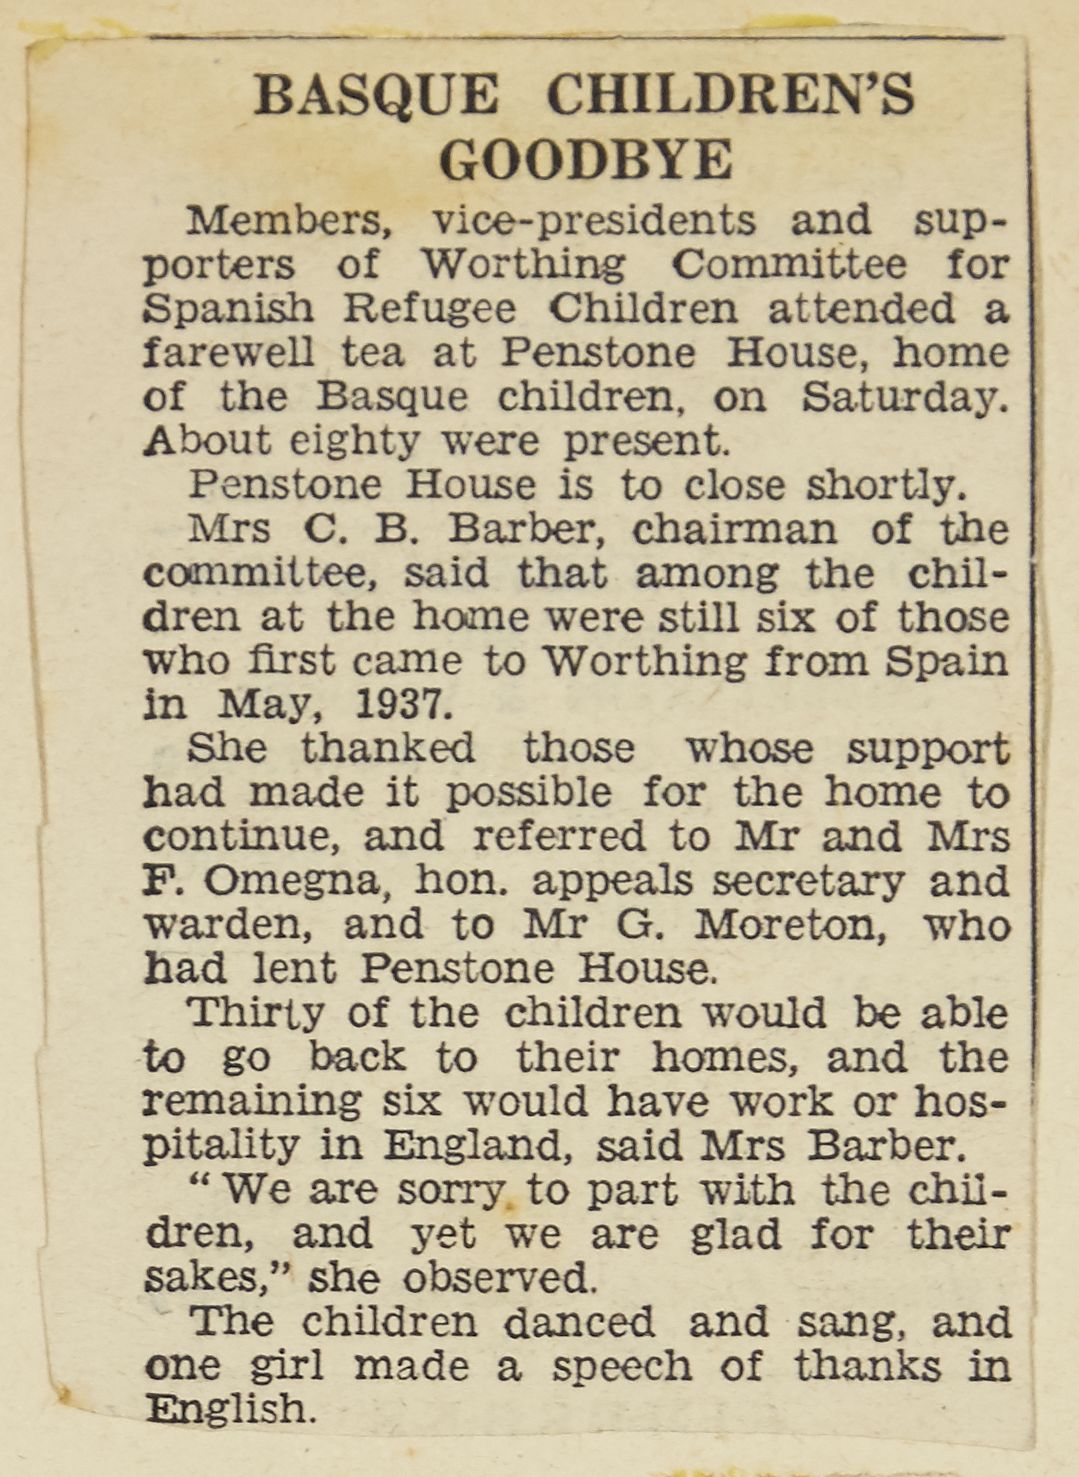 BASQUE CHILDREN'S
GOODBYE
Members, vice-presidents and sup-
porters of Worthing Committee for
Spanish Refugee Children attended a
farewell tea at Penstone House, home
of the Basque children, on Saturday.
About eighty were present.
Penstone House is to close shortly.
Mrs C. B. Barber, chairman of the
committee, said that among the chil-
dren at the home were still six of those
who first came to Worthing from Spain
in May, 1937.
She thanked those whose support
had made it possible for the home to
continue, and referred to Mr and Mrs
F. Omegna, hon. appeals secretary and
warden, and to Mr G. Moreton, who
had lent Penstone House.
Thirty of the children would be able
to go back to their homes, and the
remaining six would have work or hos-
pitality in England, said Mrs Barber.
"We are sorry to part with the chil-
dren, and yet we are glad for their
sakes," she observed.
The children danced and sang, and
one girl made a speech of thanks in
English.